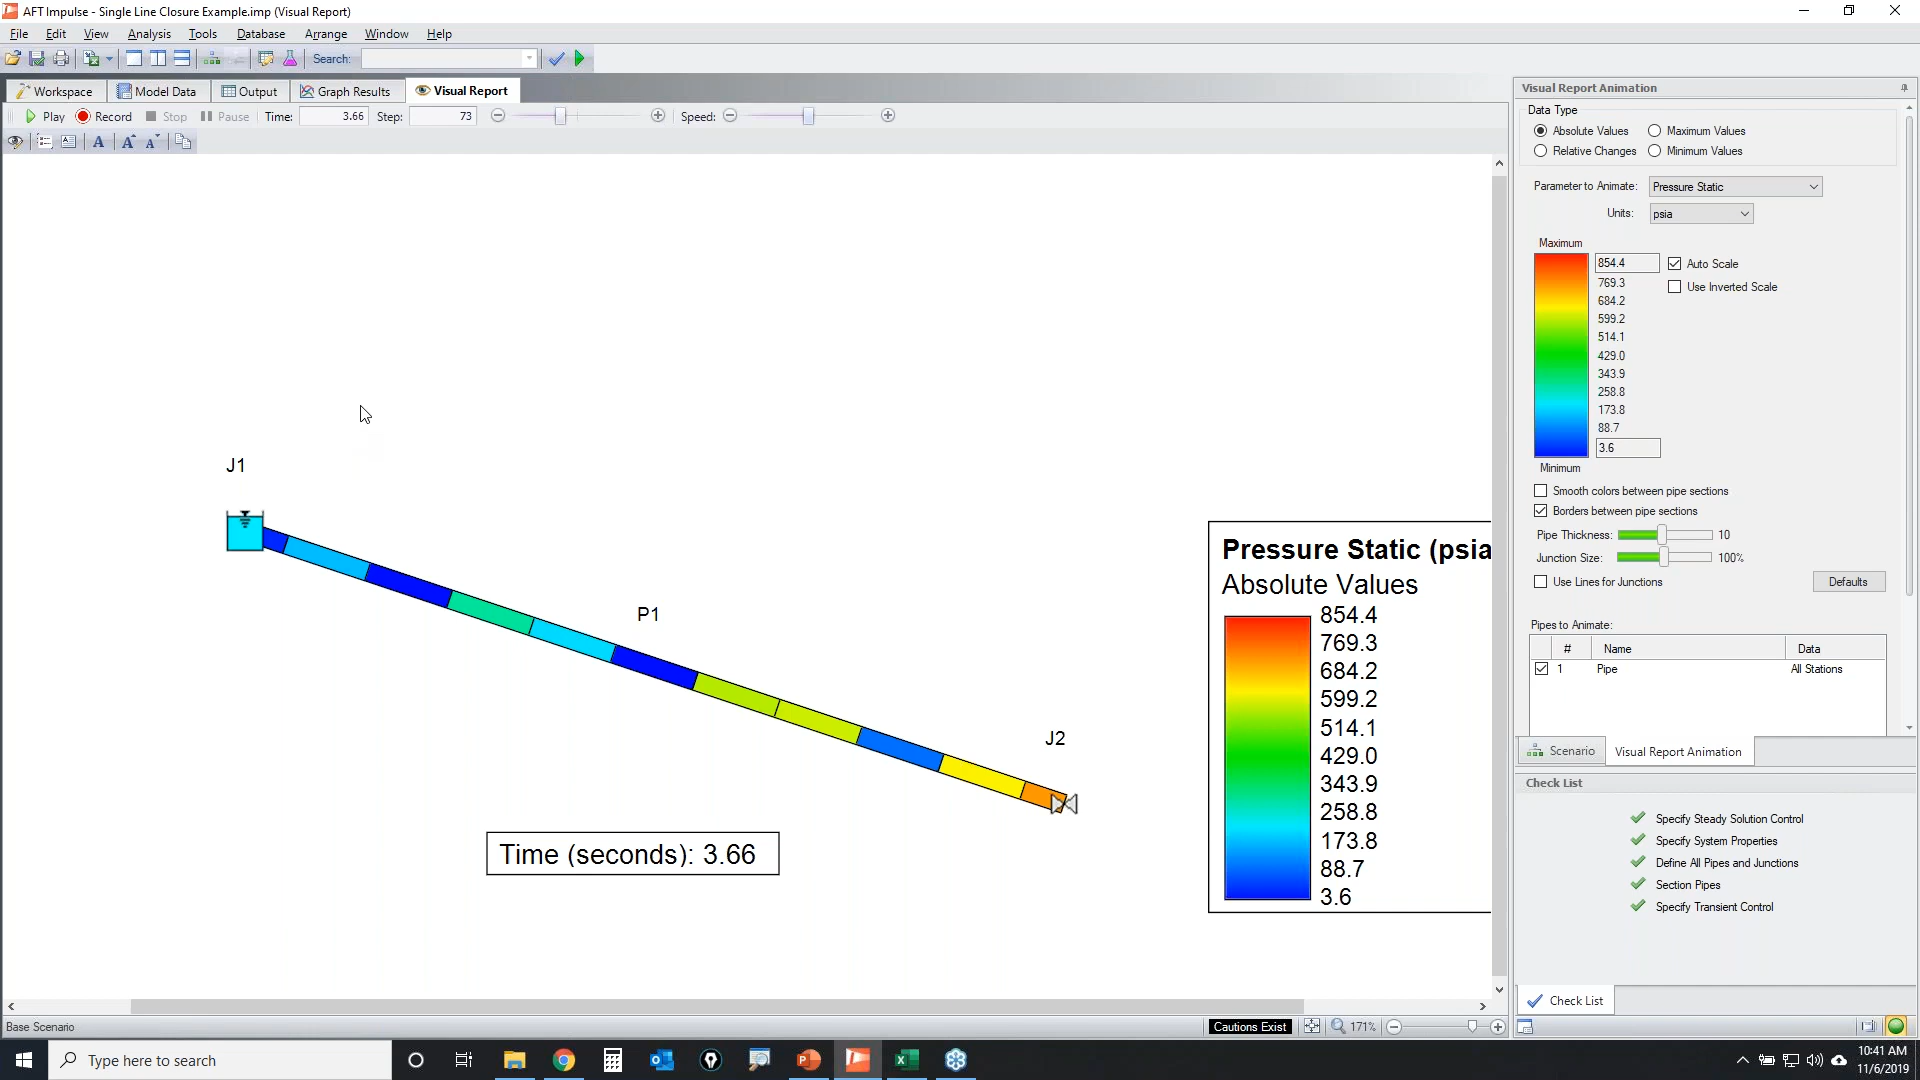 AFT Impulse - Single Line Closure Example.imp (Visual Report)
File Edit View Analysis Tools Database Arrange Window Help
Search:
Workspace Model Data Output Graph Results Visual Report
Play Record Stop Pause Time: 3.66 Step: 73 Speed:
J1
P1
J2
Time (seconds): 3.66
Pressure Static (psia
Absolute Values
854.4
769.3
684.2
599.2
514.1
429.0
343.9
258.8
173.8
88.7
3.6
Visual Report Animation
Data Type
Absolute Values Maximum Values
Relative Changes Minimum Values
Parameter to Animate: Pressure Static
Units: psia
Maximum
854.4 Auto Scale
769.3
Use Inverted Scale
684.2
599.2
514.1
429.0
343.9
258.8
173.8
88.7
3.6
Minimum
Smooth colors between pipe sections
Borders between pipe sections
Pipe Thickness: 10
Junction Size: 100%
Use Lines for Junctions Defaults
Pipes to Animate:
# Name Data
1 Pipe All Stations
Scenario Visual Report Animation
Check List
Specify Steady Solution Control
Specify System Properties
Define All Pipes and Junctions
Section Pipes
Specify Transient Control
Check List
Base Scenario Cautions Exist 171%
Type here to search
10:41 AM
11/6/2019